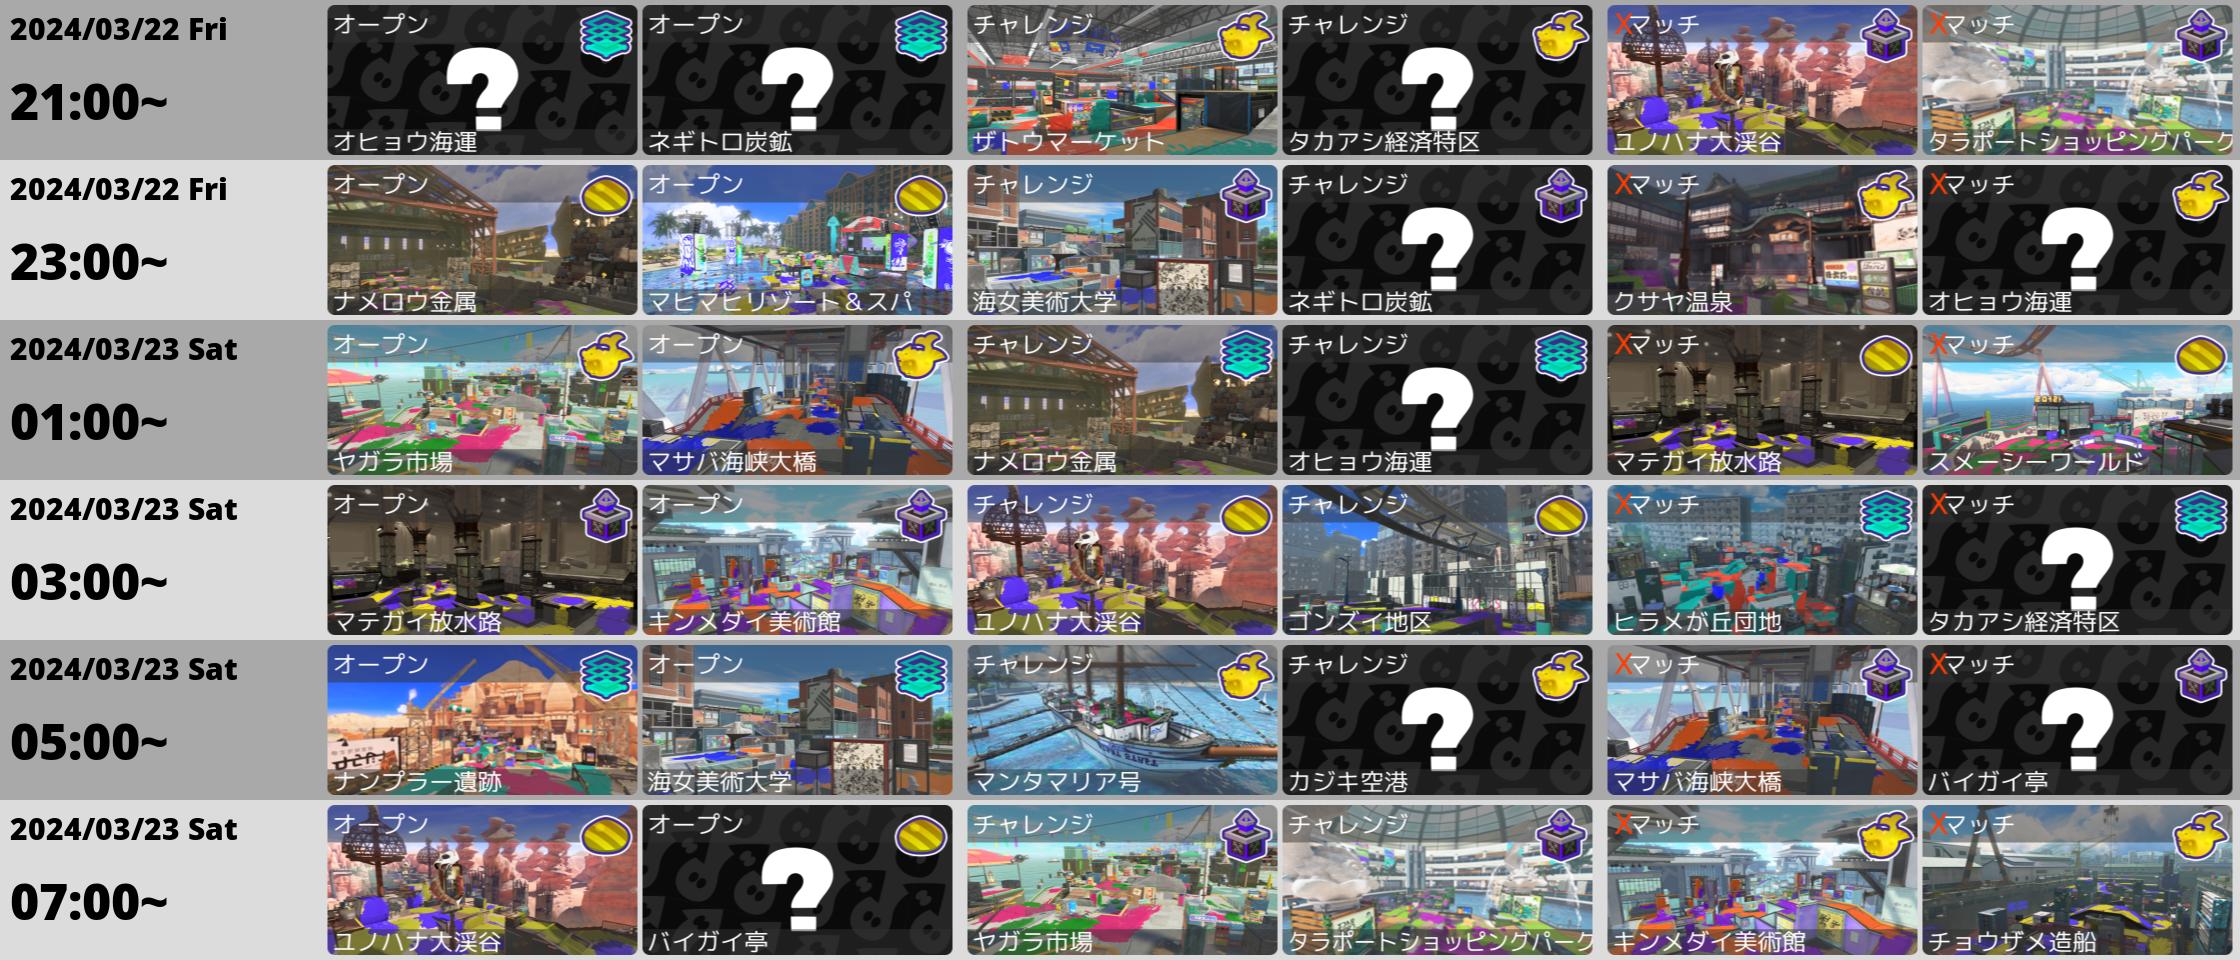 2024/03/22 Fri
21:00~
オープン
オヒョウ海運
オープン
ネギトロ炭鉱
チャレンジ
ザトウマーケット
チャレンジ
タカアシ経済特区
Xマッチ
ユノハナ大渓谷
Xマッチ
タラポートショッピングパーク
2024/03/22 Fri
23:00~
オープン
ナメロウ金属
オープン
マヒマヒリゾート＆スパ
チャレンジ
海女美術大学
チャレンジ
ネギトロ炭鉱
Xマッチ
クサヤ温泉
Xマッチ
オヒョウ海運
2024/03/23 Sat
01:00~
オープン
ヤガラ市場
オープン
マサバ海峡大橋
チャレンジ
ナメロウ金属
チャレンジ
オヒョウ海運
Xマッチ
マテガイ放水路
Xマッチ
スメーシーワールド
2024/03/23 Sat
03:00~
オープン
マテガイ放水路
オープン
キンメダイ美術館
チャレンジ
ユノハナ大渓谷
チャレンジ
ゴンズイ地区
Xマッチ
ヒラメが丘団地
Xマッチ
タカアシ経済特区
2024/03/23 Sat
05:00~
オープン
ナンプラー遺跡
オープン
海女美術大学
チャレンジ
マンタマリア号
チャレンジ
カジキ空港
Xマッチ
マサバ海峡大橋
Xマッチ
バイガイ亭
2024/03/23 Sat
07:00~
オープン
ユノハナ大渓谷
オープン
バイガイ亭
チャレンジ
ヤガラ市場
チャレンジ
タラポートショッピングパーク
Xマッチ
キンメダイ美術館
Xマッチ
チョウザメ造船